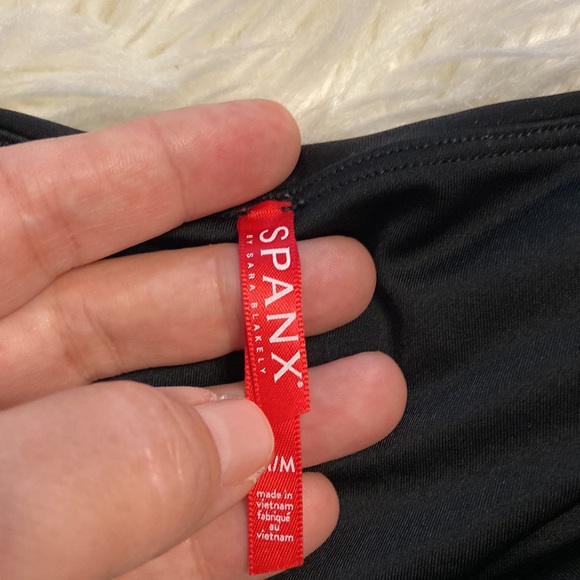 SPANX®
BY SARA BLAKELY
/M
made in
vietnam
fabriqué
au
vietnam